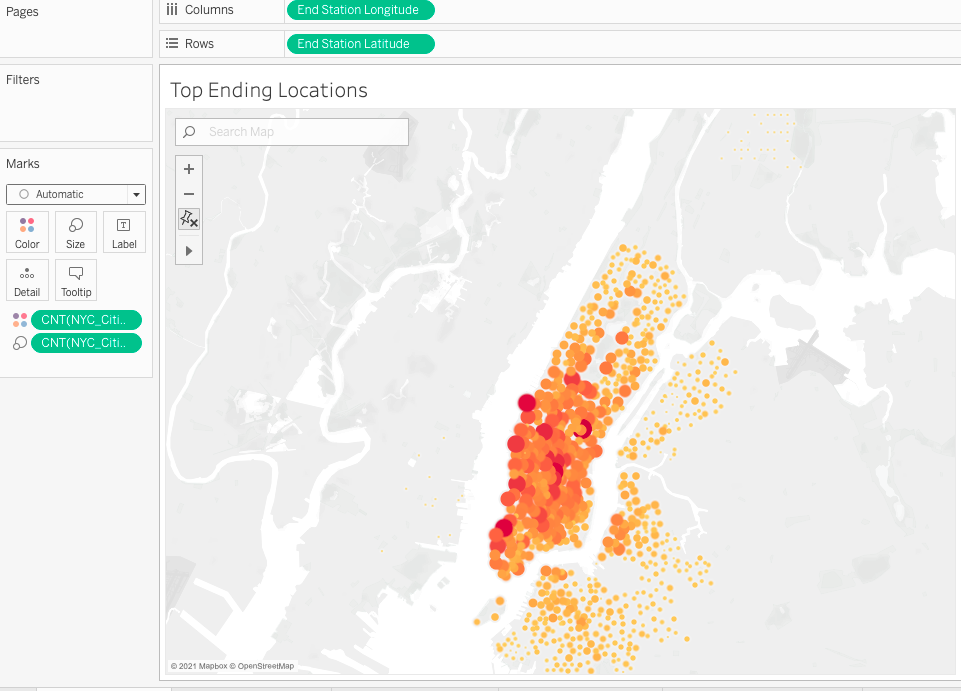 Pages
Columns
End Station Longitude
Rows
End Station Latitude
Filters
Top Ending Locations
Search Map
Marks
Automatic
Color
Size
Label
Detail
Tooltip
CNT(NYC_Citi..
CNT(NYC_Citi..
© 2021 Mapbox © OpenStreetMap